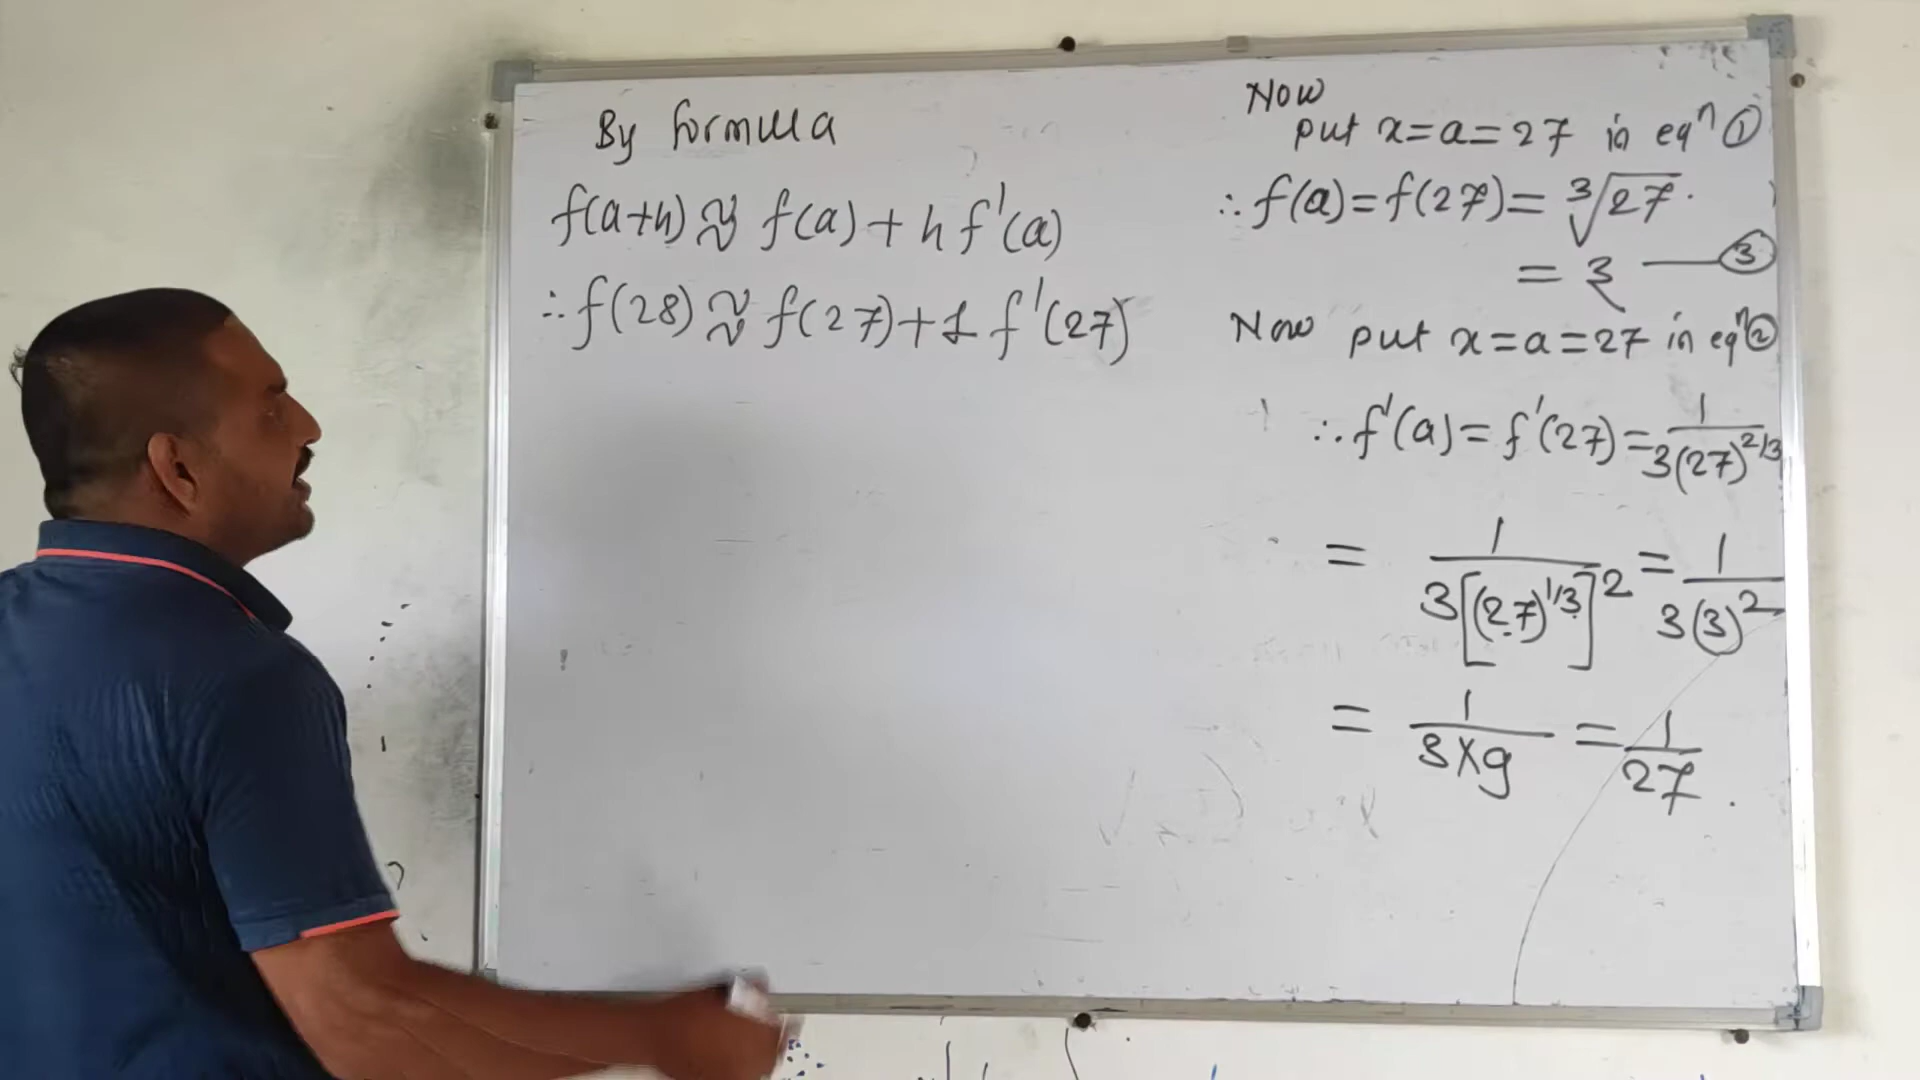 By formula
f(a+h) ≈ f(a) + h f'(a)
∴ f(28) ≈ f(27) + 1 f'(27)
Now
put x = a = 27 in eqⁿ ①
∴ f(a) = f(27) = ∛27.
= 3 — ③
Now put x = a = 27 in eqⁿ ②
∴ f'(a) = f'(27) = 1/3(27)^2/3
= 1/3[(27)^1/3]² = 1/3(3)²
= 1/3×9 = 1/27.